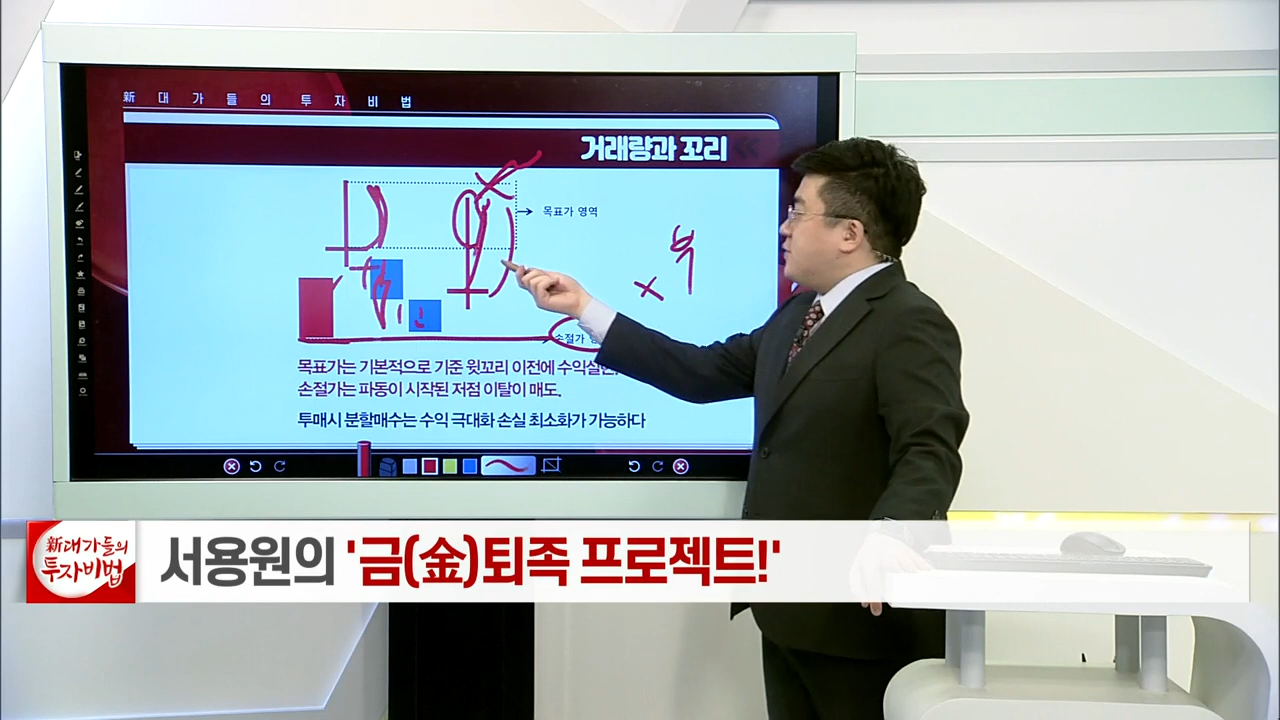 新 대 가 들 의 투 자 비 법
거래량과 꼬리
목표가 영역
손절가
목표가는 기본적으로 기준 윗꼬리 이전에 수익실현.
손절가는 파동이 시작된 저점 이탈이 매도.
투매시 분할매수는 수익 극대화 손실 최소화가 가능하다
新대가들의
투자비법
서용원의 '금(金)퇴족 프로젝트!'